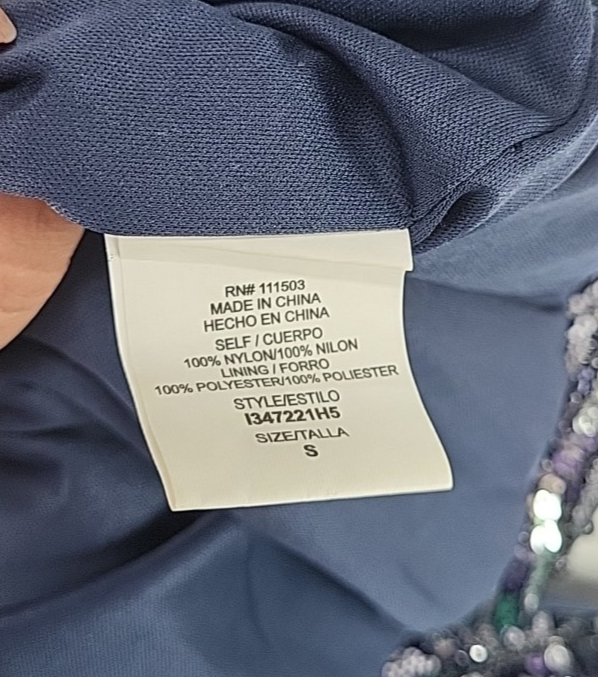 RN# 111503
MADE IN CHINA
HECHO EN CHINA
SELF / CUERPO
100% NYLON/100% NILON
LINING / FORRO
100% POLYESTER/100% POLIESTER
STYLE/ESTILO
I347221H5
SIZE/TALLA
S